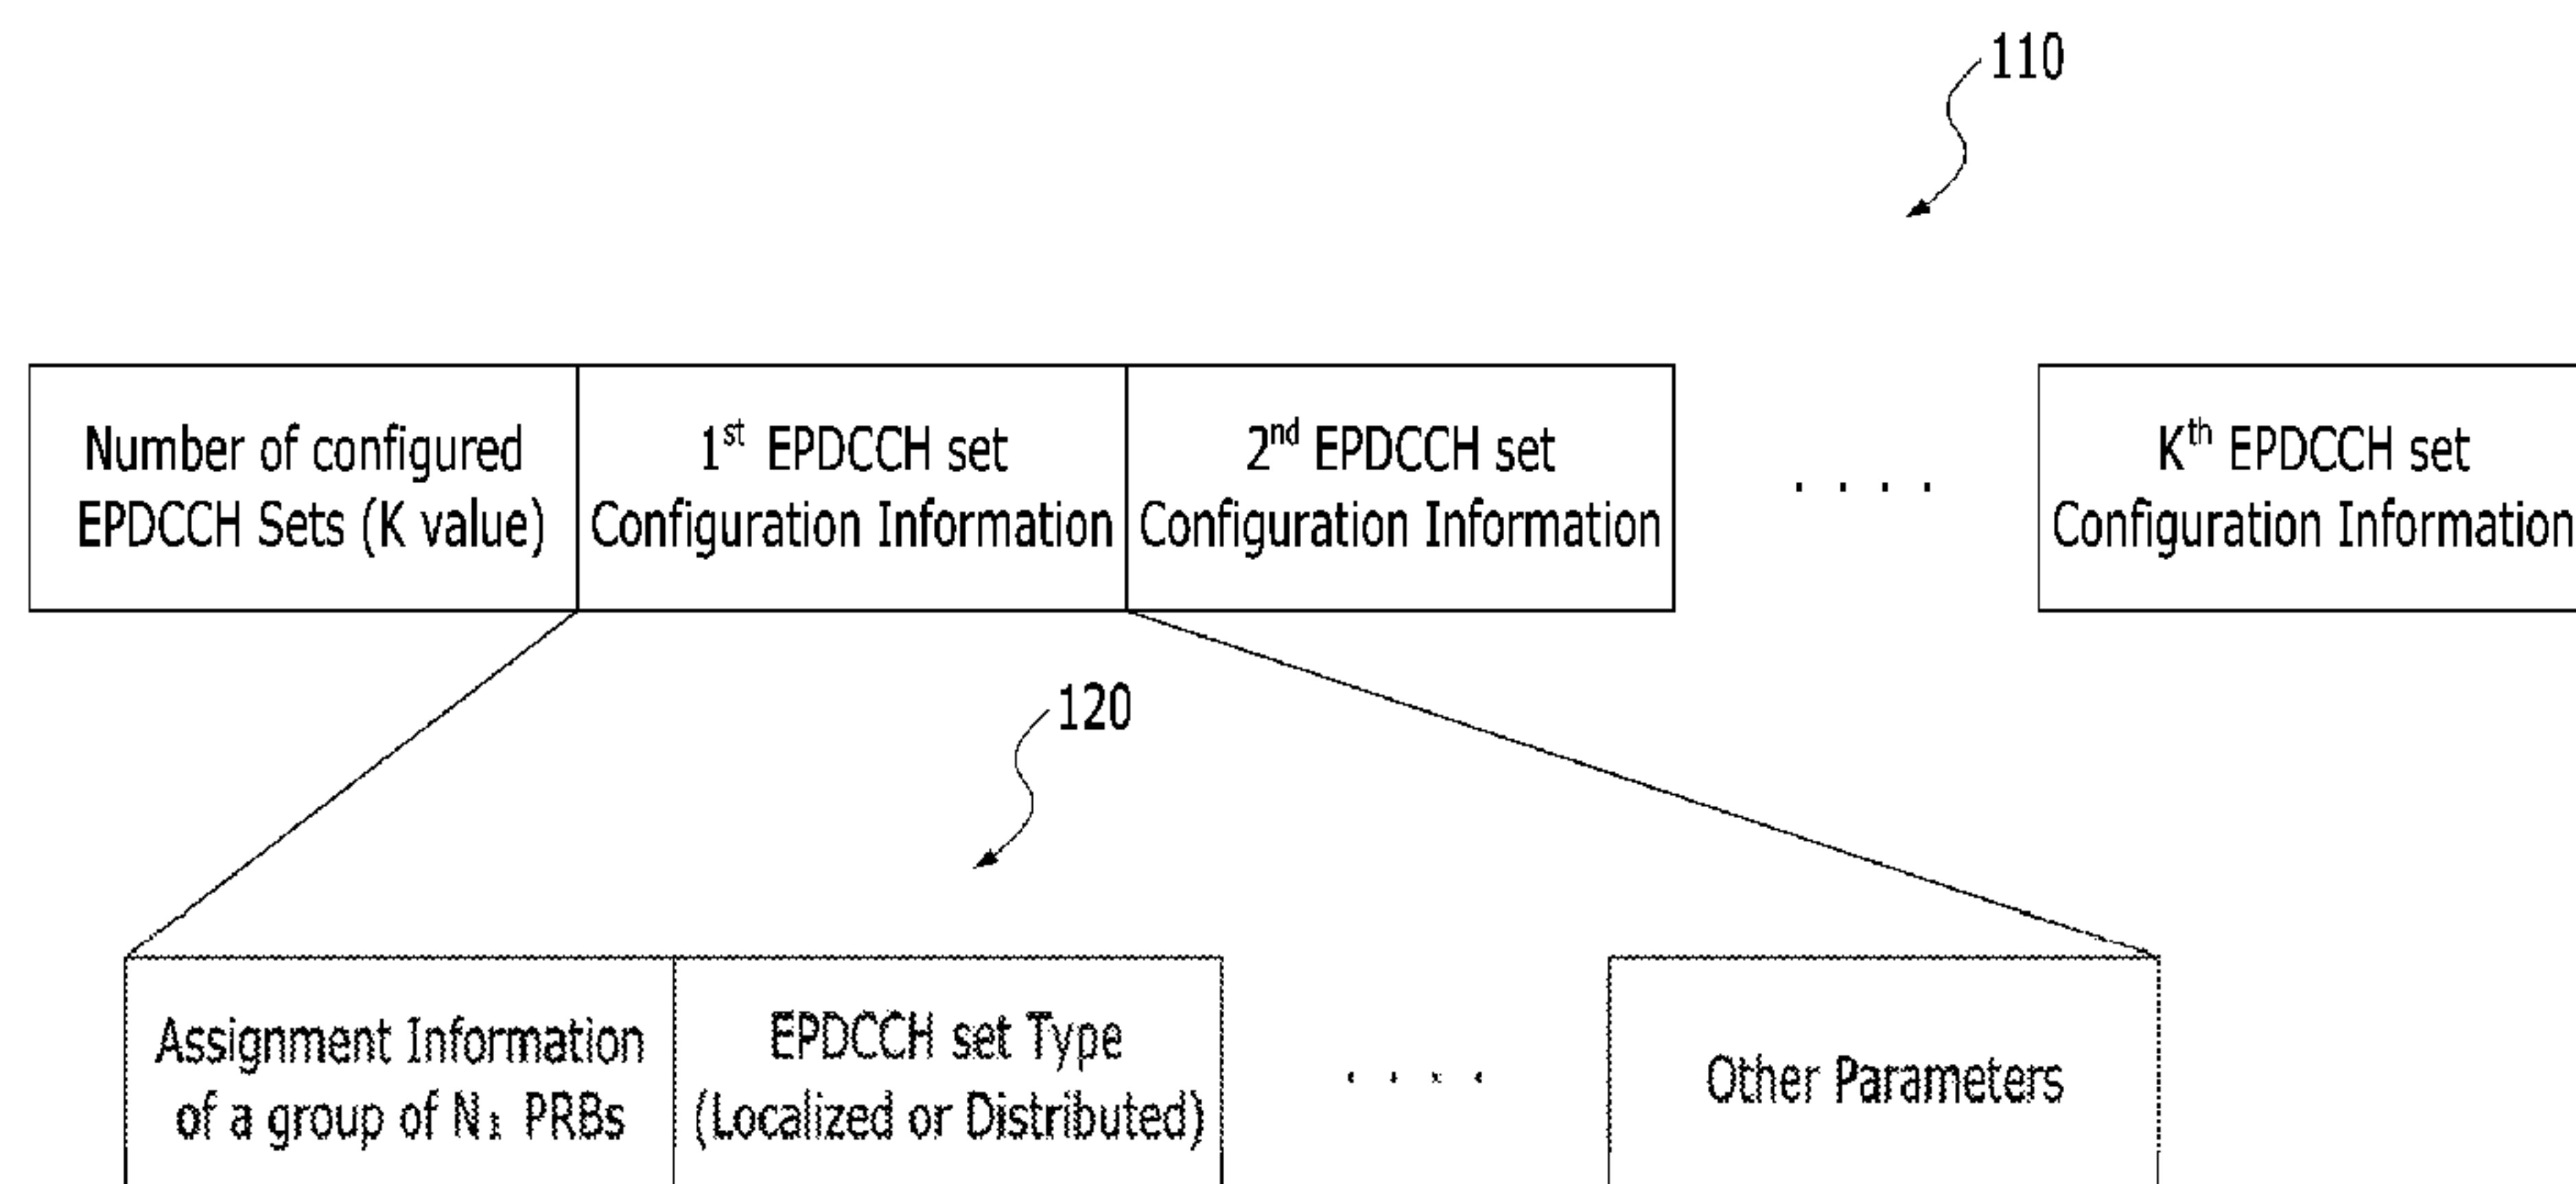 110
Number of configured
EPDCCH Sets (K value)
1st EPDCCH set
Configuration Information
2nd EPDCCH set
Configuration Information
. . . .
Kth EPDCCH set
Configuration Information
120
Assignment Information
of a group of N₁ PRBs
EPDCCH set Type
(Localized or Distributed)
. . . .
Other Parameters